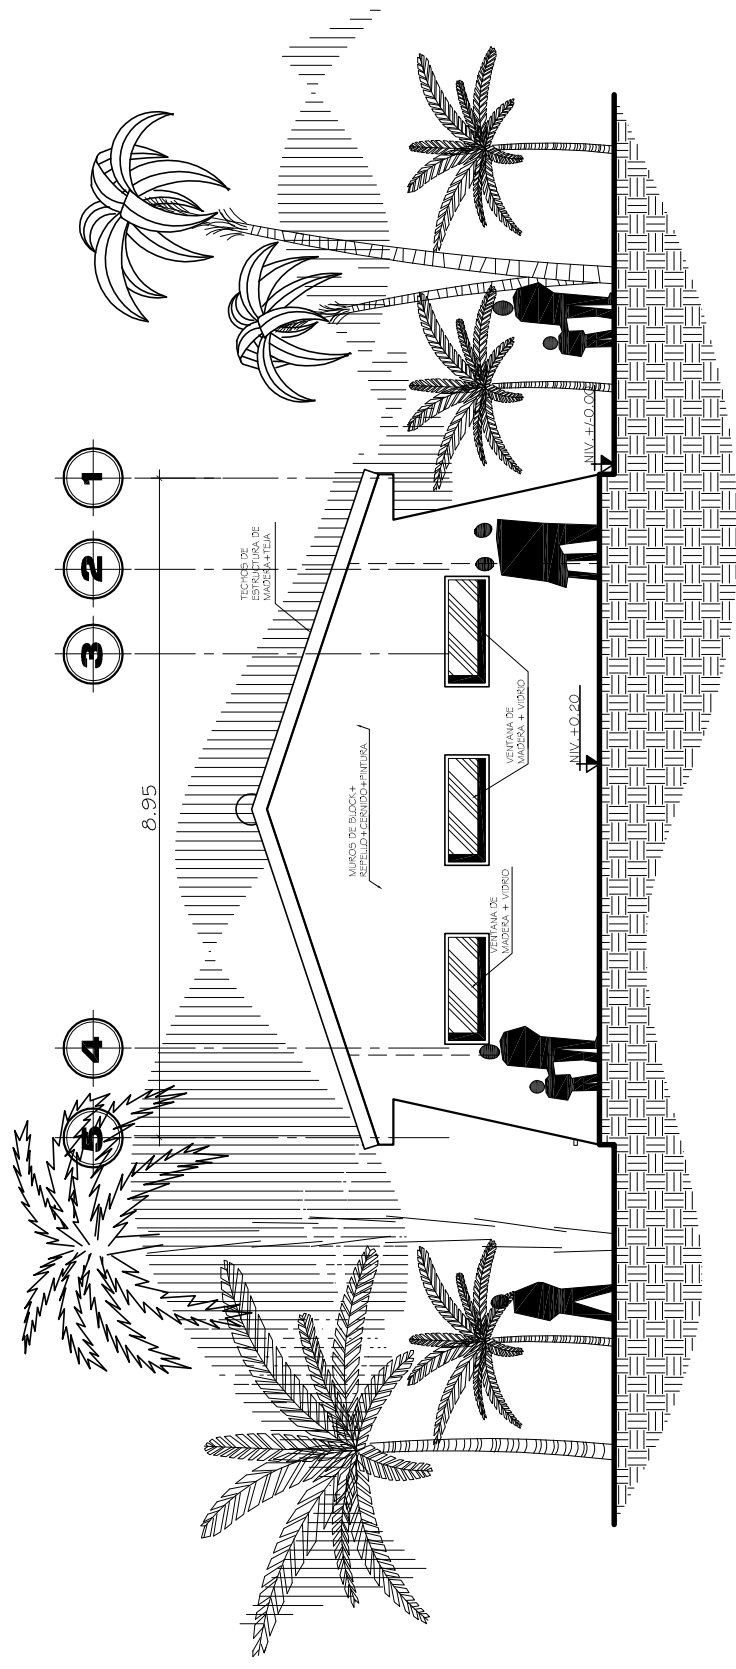 5
4
3
2
1
8.95
TECHOS DE
ESTRUCTURA DE
MADERA+TEJA
MUROS DE BLOCK+
REPELLO+CERNIDO+PINTURA
VENTANA DE
MADERA + VIDRIO
VENTANA DE
MADERA + VIDRIO
NIV. +0.20
NIV. +/-0.00